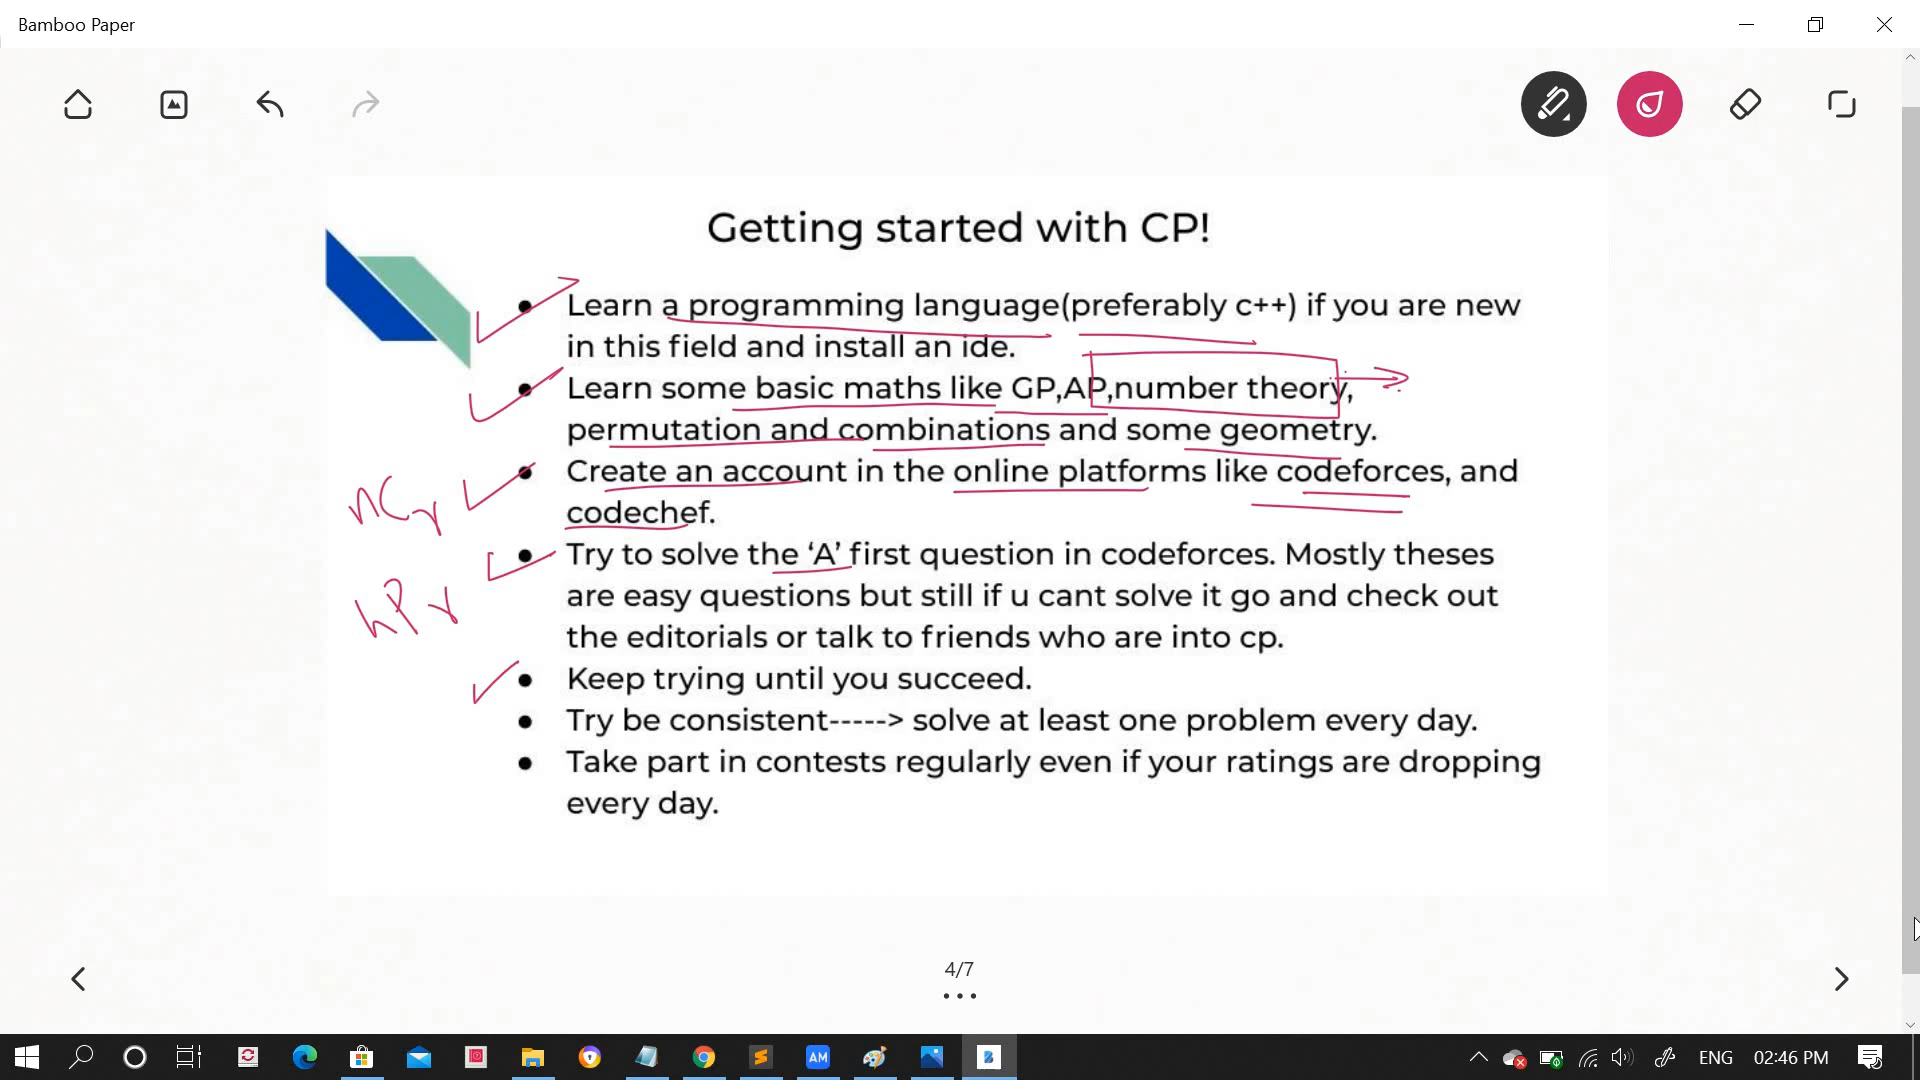 Bamboo Paper
Getting started with CP!
● Learn a programming language(preferably c++) if you are new
in this field and install an ide.
● Learn some basic maths like GP,AP,number theory,
permutation and combinations and some geometry.
nCr
● Create an account in the online platforms like codeforces, and
codechef.
● Try to solve the ‘A’ first question in codeforces. Mostly theses
nPr
are easy questions but still if u cant solve it go and check out
the editorials or talk to friends who are into cp.
● Keep trying until you succeed.
● Try be consistent-----> solve at least one problem every day.
● Take part in contests regularly even if your ratings are dropping
every day.
4/7
AM
ENG
02:46 PM